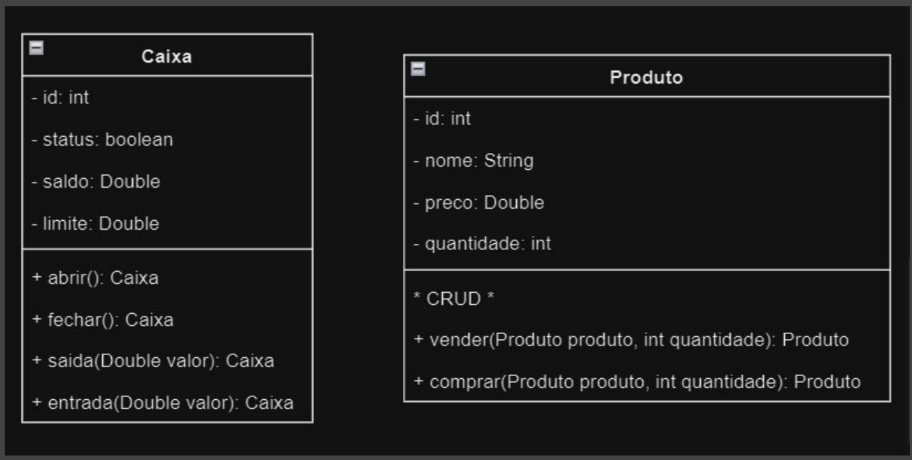 Caixa
- id: int
- status: boolean
- saldo: Double
- limite: Double
+ abrir(): Caixa
+ fechar(): Caixa
+ saida(Double valor): Caixa
+ entrada(Double valor): Caixa
Produto
- id: int
- nome: String
- preco: Double
- quantidade: int
* CRUD *
+ vender(Produto produto, int quantidade): Produto
+ comprar(Produto produto, int quantidade): Produto